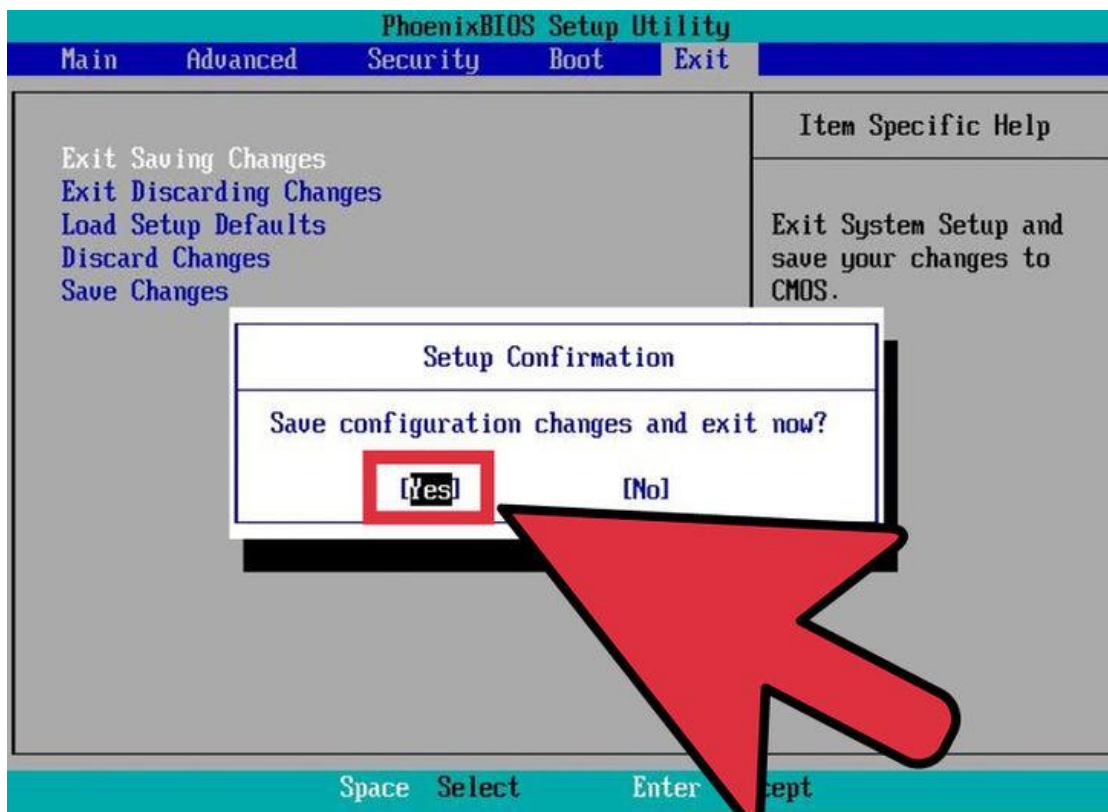 PhoenixBIOS Setup Utility
Main Advanced Security Boot Exit
Exit Saving Changes
Exit Discarding Changes
Load Setup Defaults
Discard Changes
Save Changes
Item Specific Help
Exit System Setup and
save your changes to
CMOS.
Setup Confirmation
Save configuration changes and exit now?
[Yes] [No]
Space Select Enter